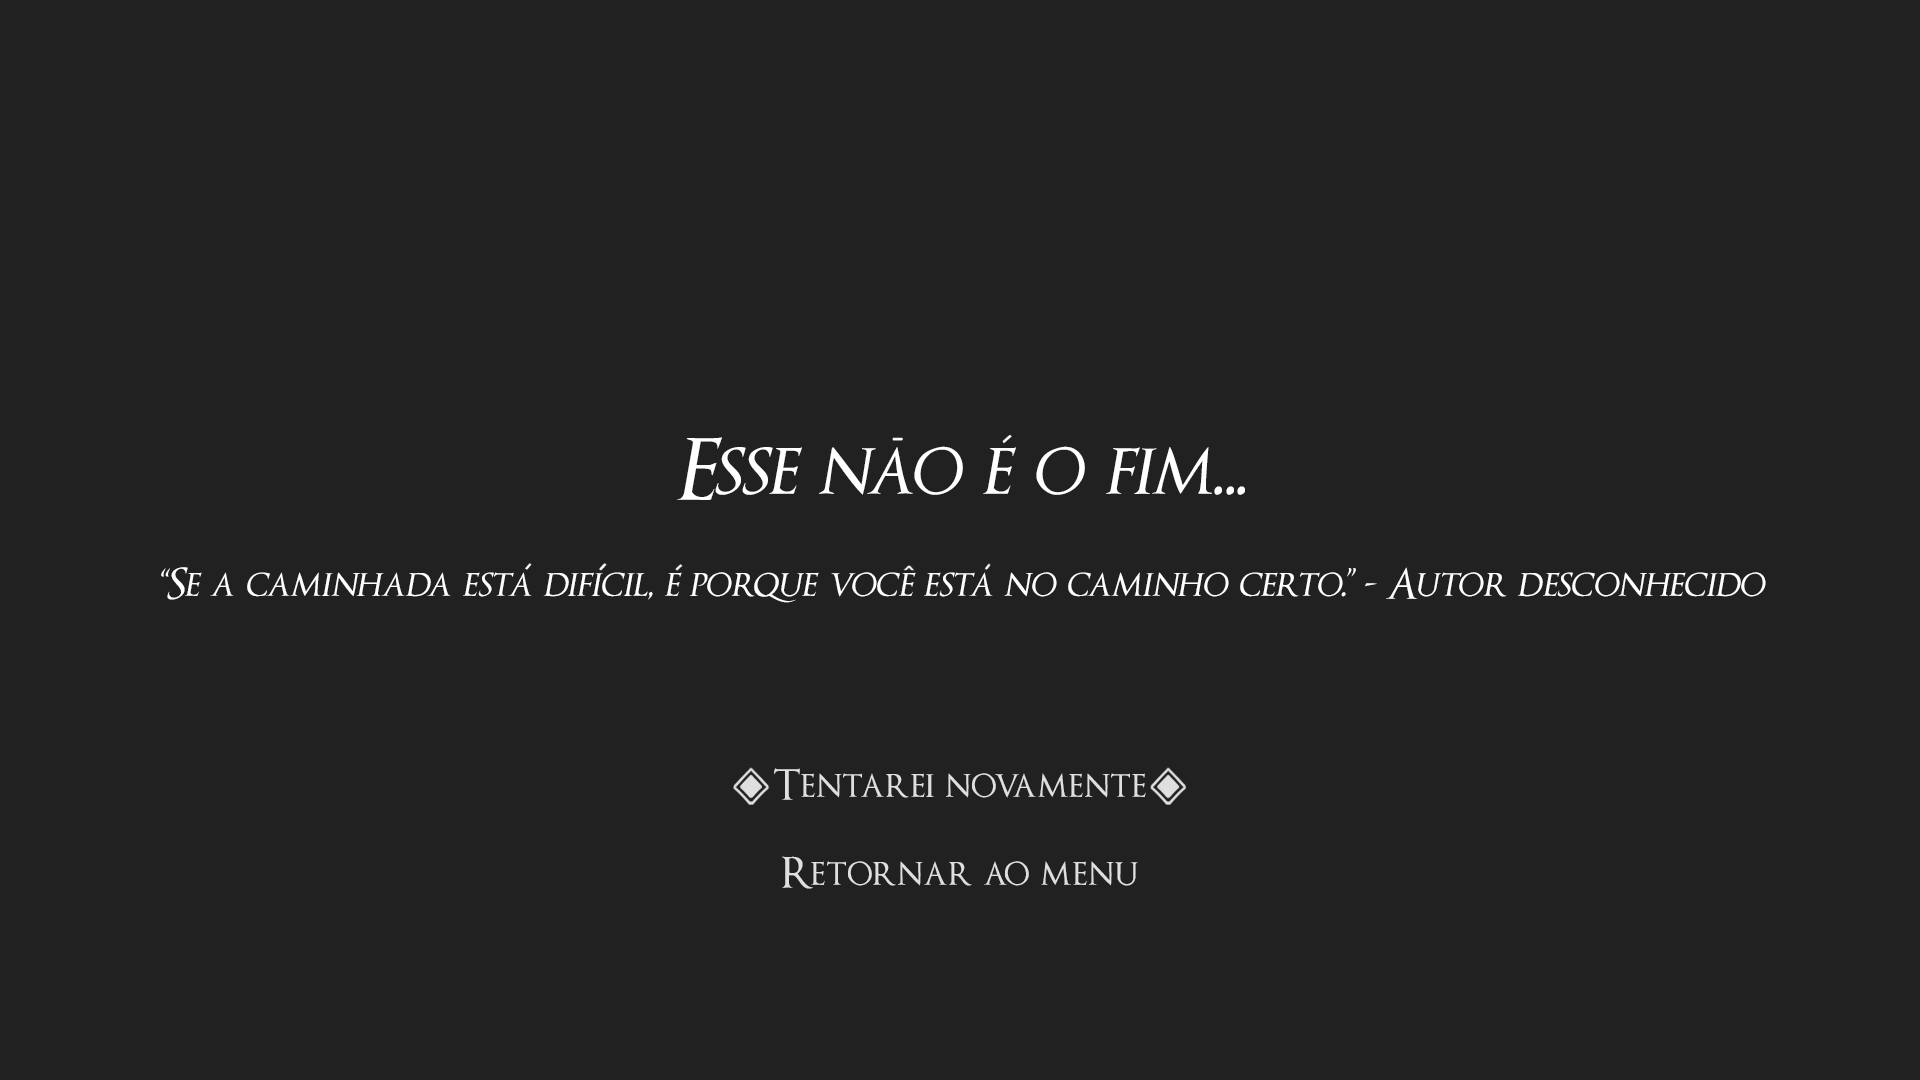 Esse não é o fim...
“Se a caminhada está difícil, é porque você está no caminho certo.” - Autor desconhecido
Tentarei novamente
Retornar ao menu